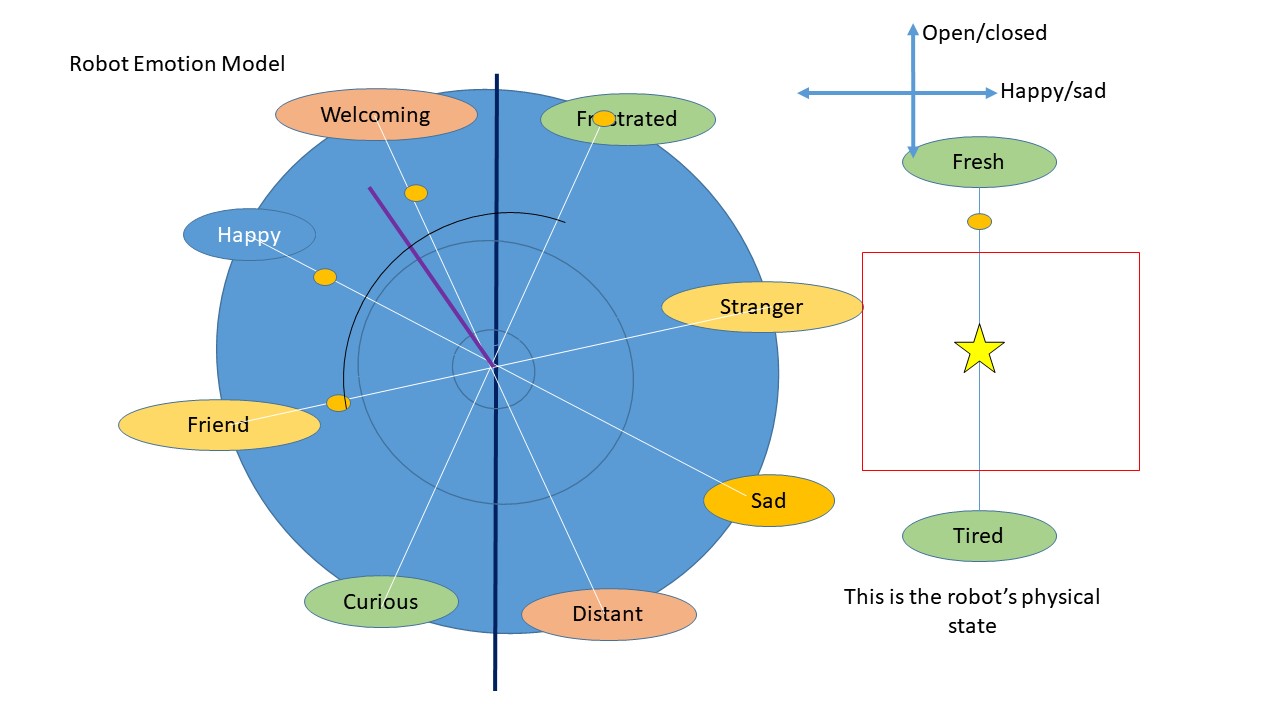 Open/closed
Robot Emotion Model
Happy/sad
Welcoming
Frustrated
Fresh
Happy
Stranger
Friend
Sad
Tired
Curious
Distant
This is the robot’s physical
state